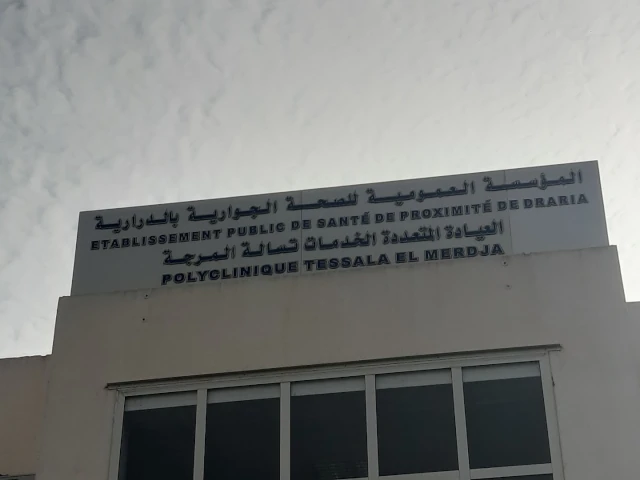 المؤسسة العمومية للصحة الجوارية بالدرارية
ETABLISSEMENT PUBLIC DE SANTÉ DE PROXIMITÉ DE DRARIA
العيادة المتعددة الخدمات تسالة المرجة
POLYCLINIQUE TESSALA EL MERDJA